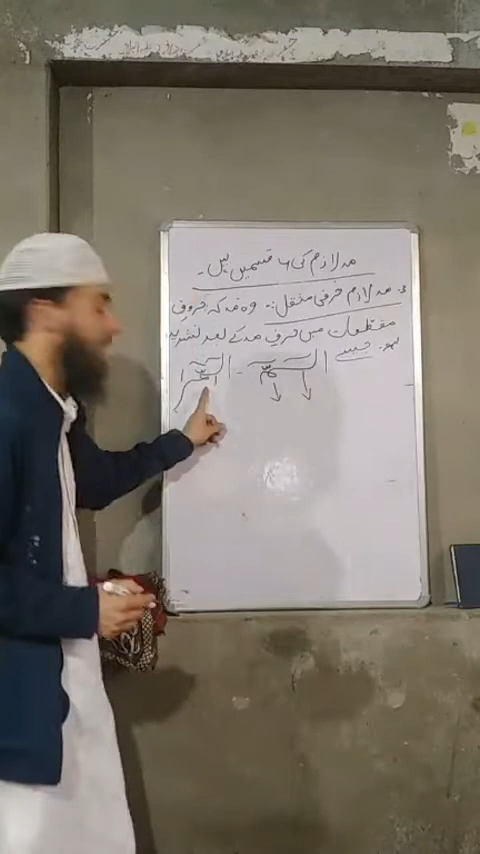 مد لازم کی ۴ قسمیں ہیں۔
3۔ مد لازم حرفی مثقل:۔ وہ مد کہ حروف
مقطعات میں حرف مد کے بعد تشدید
ہو۔ جیسے الٓمّٓ ۔ الٓمّٓرٰ